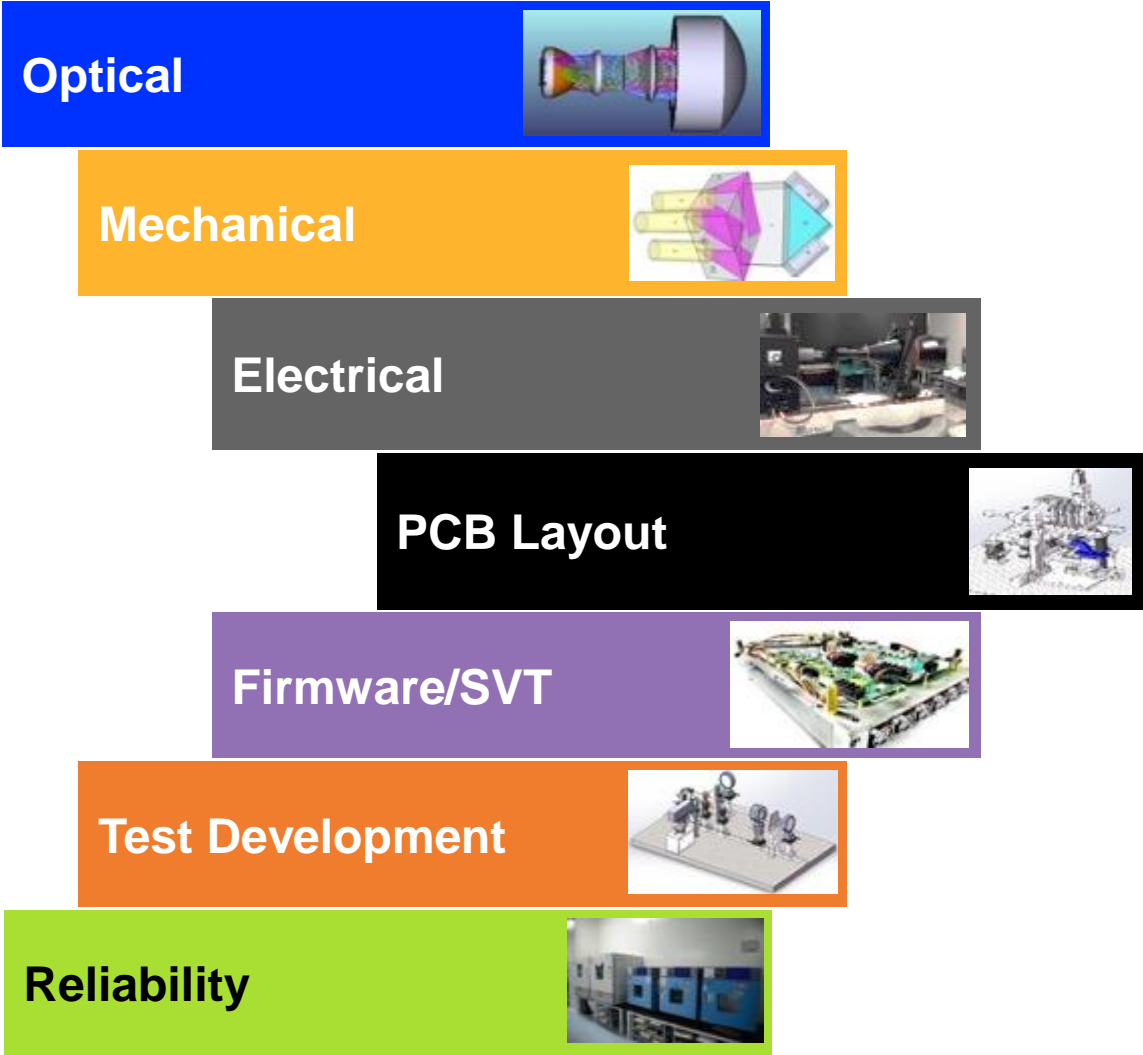 Optical
Mechanical
Electrical
PCB Layout
Firmware/SVT
Test Development
Reliability